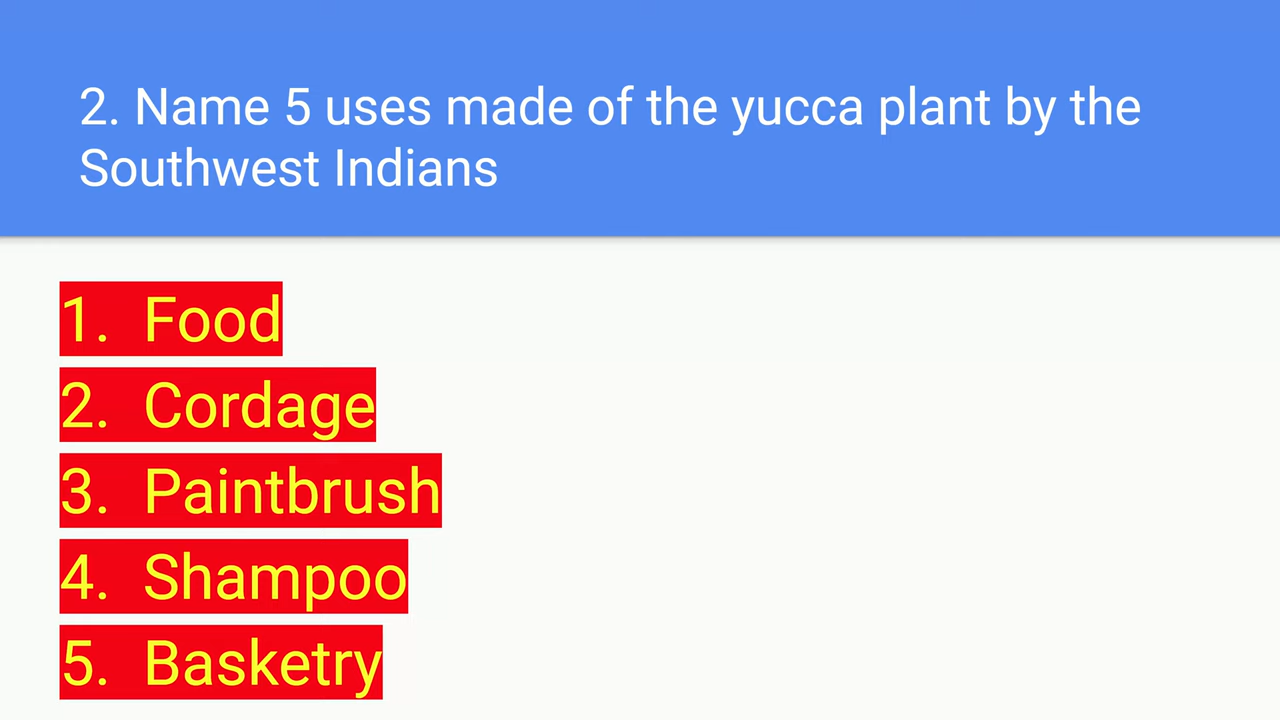 2. Name 5 uses made of the yucca plant by the
Southwest Indians
1. Food
2. Cordage
3. Paintbrush
4. Shampoo
5. Basketry